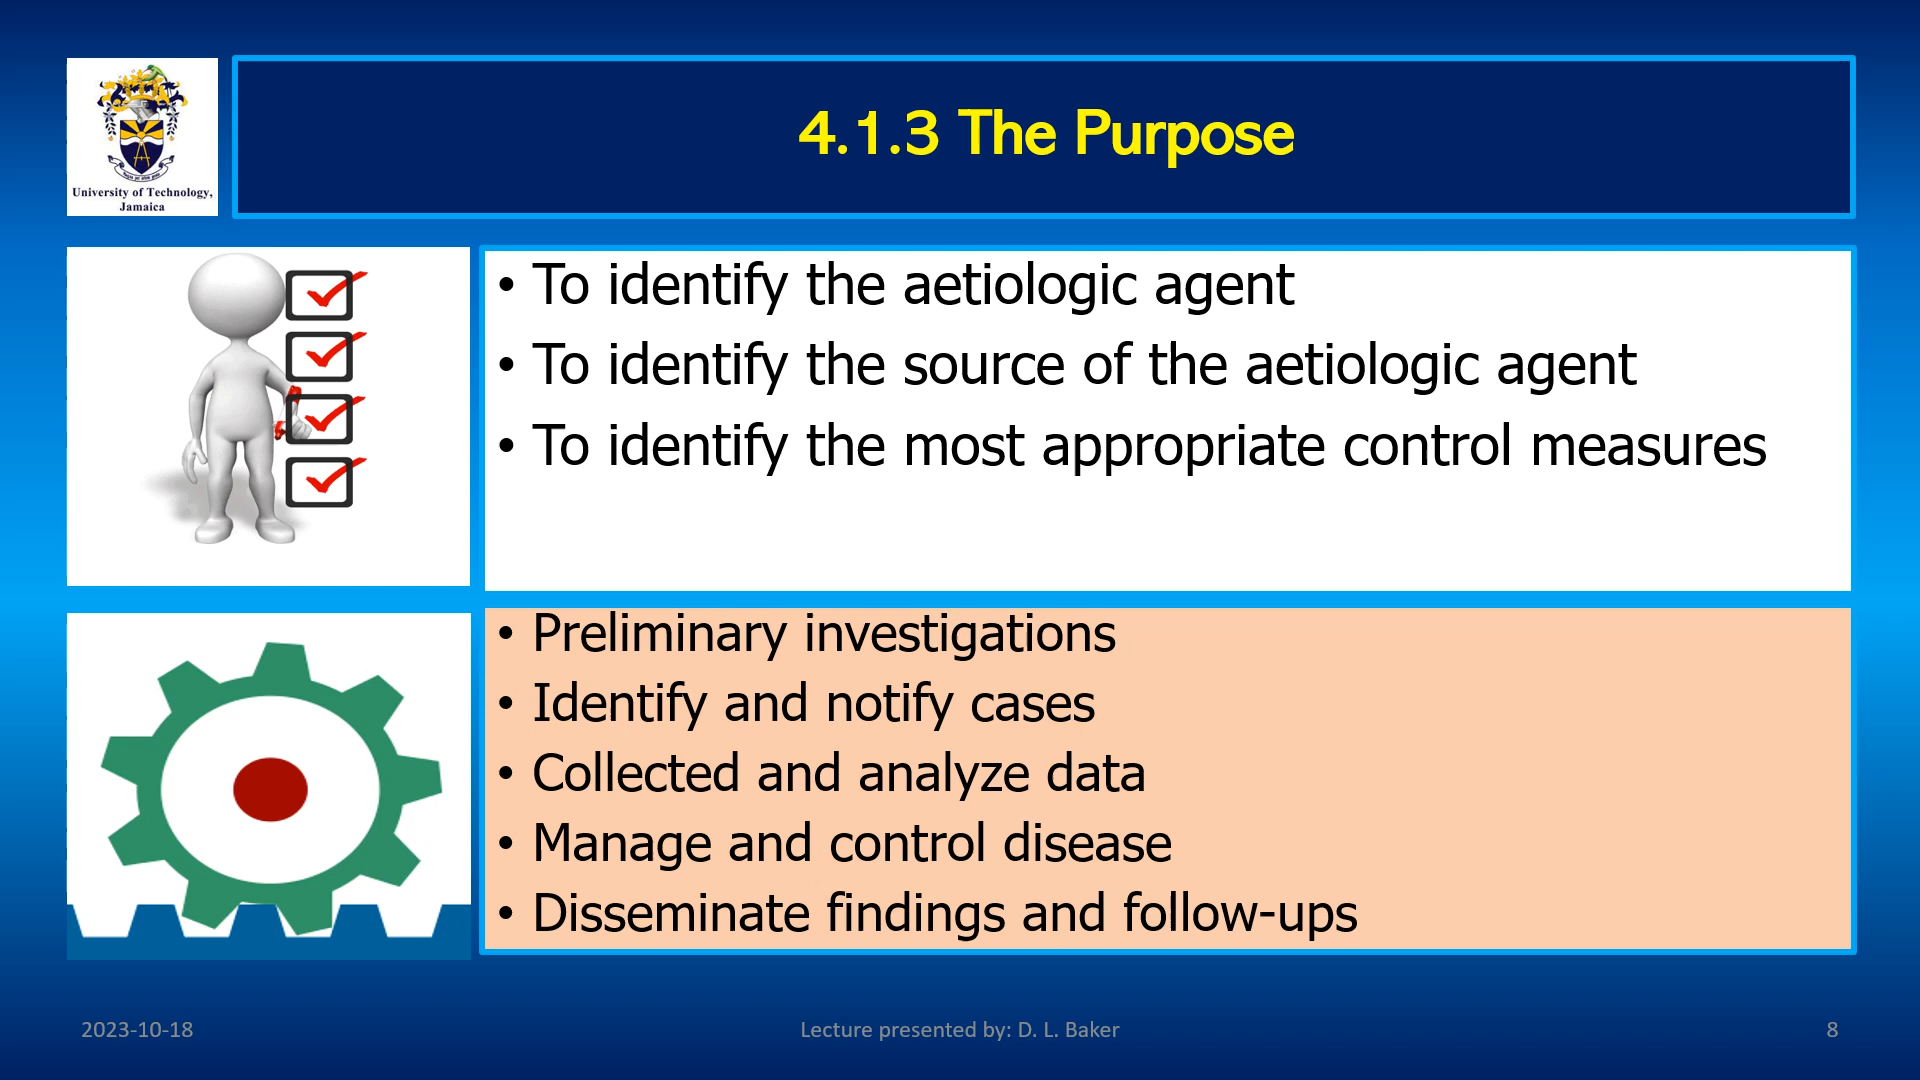 University of Technology,
Jamaica
4.1.3 The Purpose
• To identify the aetiologic agent
• To identify the source of the aetiologic agent
• To identify the most appropriate control measures
• Preliminary investigations
• Identify and notify cases
• Collected and analyze data
• Manage and control disease
• Disseminate findings and follow-ups
2023-10-18
Lecture presented by: D. L. Baker
8